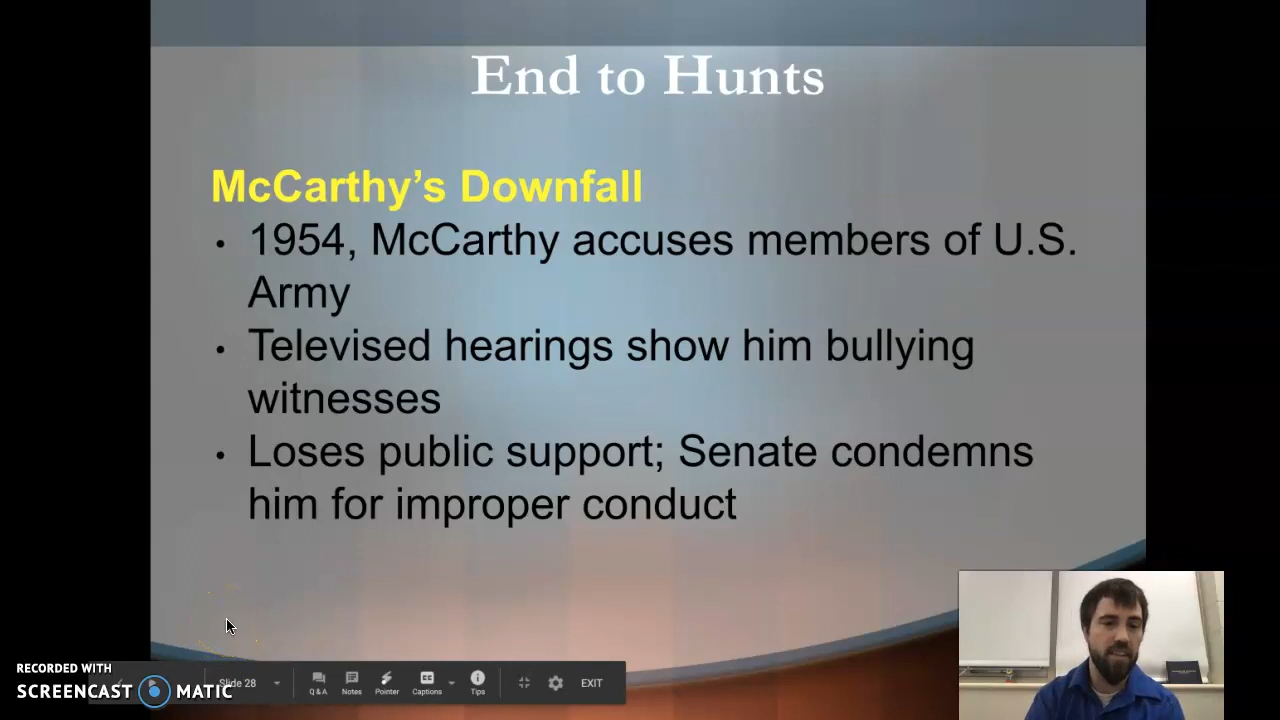 End to Hunts
McCarthy’s Downfall
• 1954, McCarthy accuses members of U.S.
Army
• Televised hearings show him bullying
witnesses
• Loses public support; Senate condemns
him for improper conduct
RECORDED WITH
SCREENCAST MATIC
Slide 28
Q & A
Notes
Pointer
Captions
Tips
EXIT